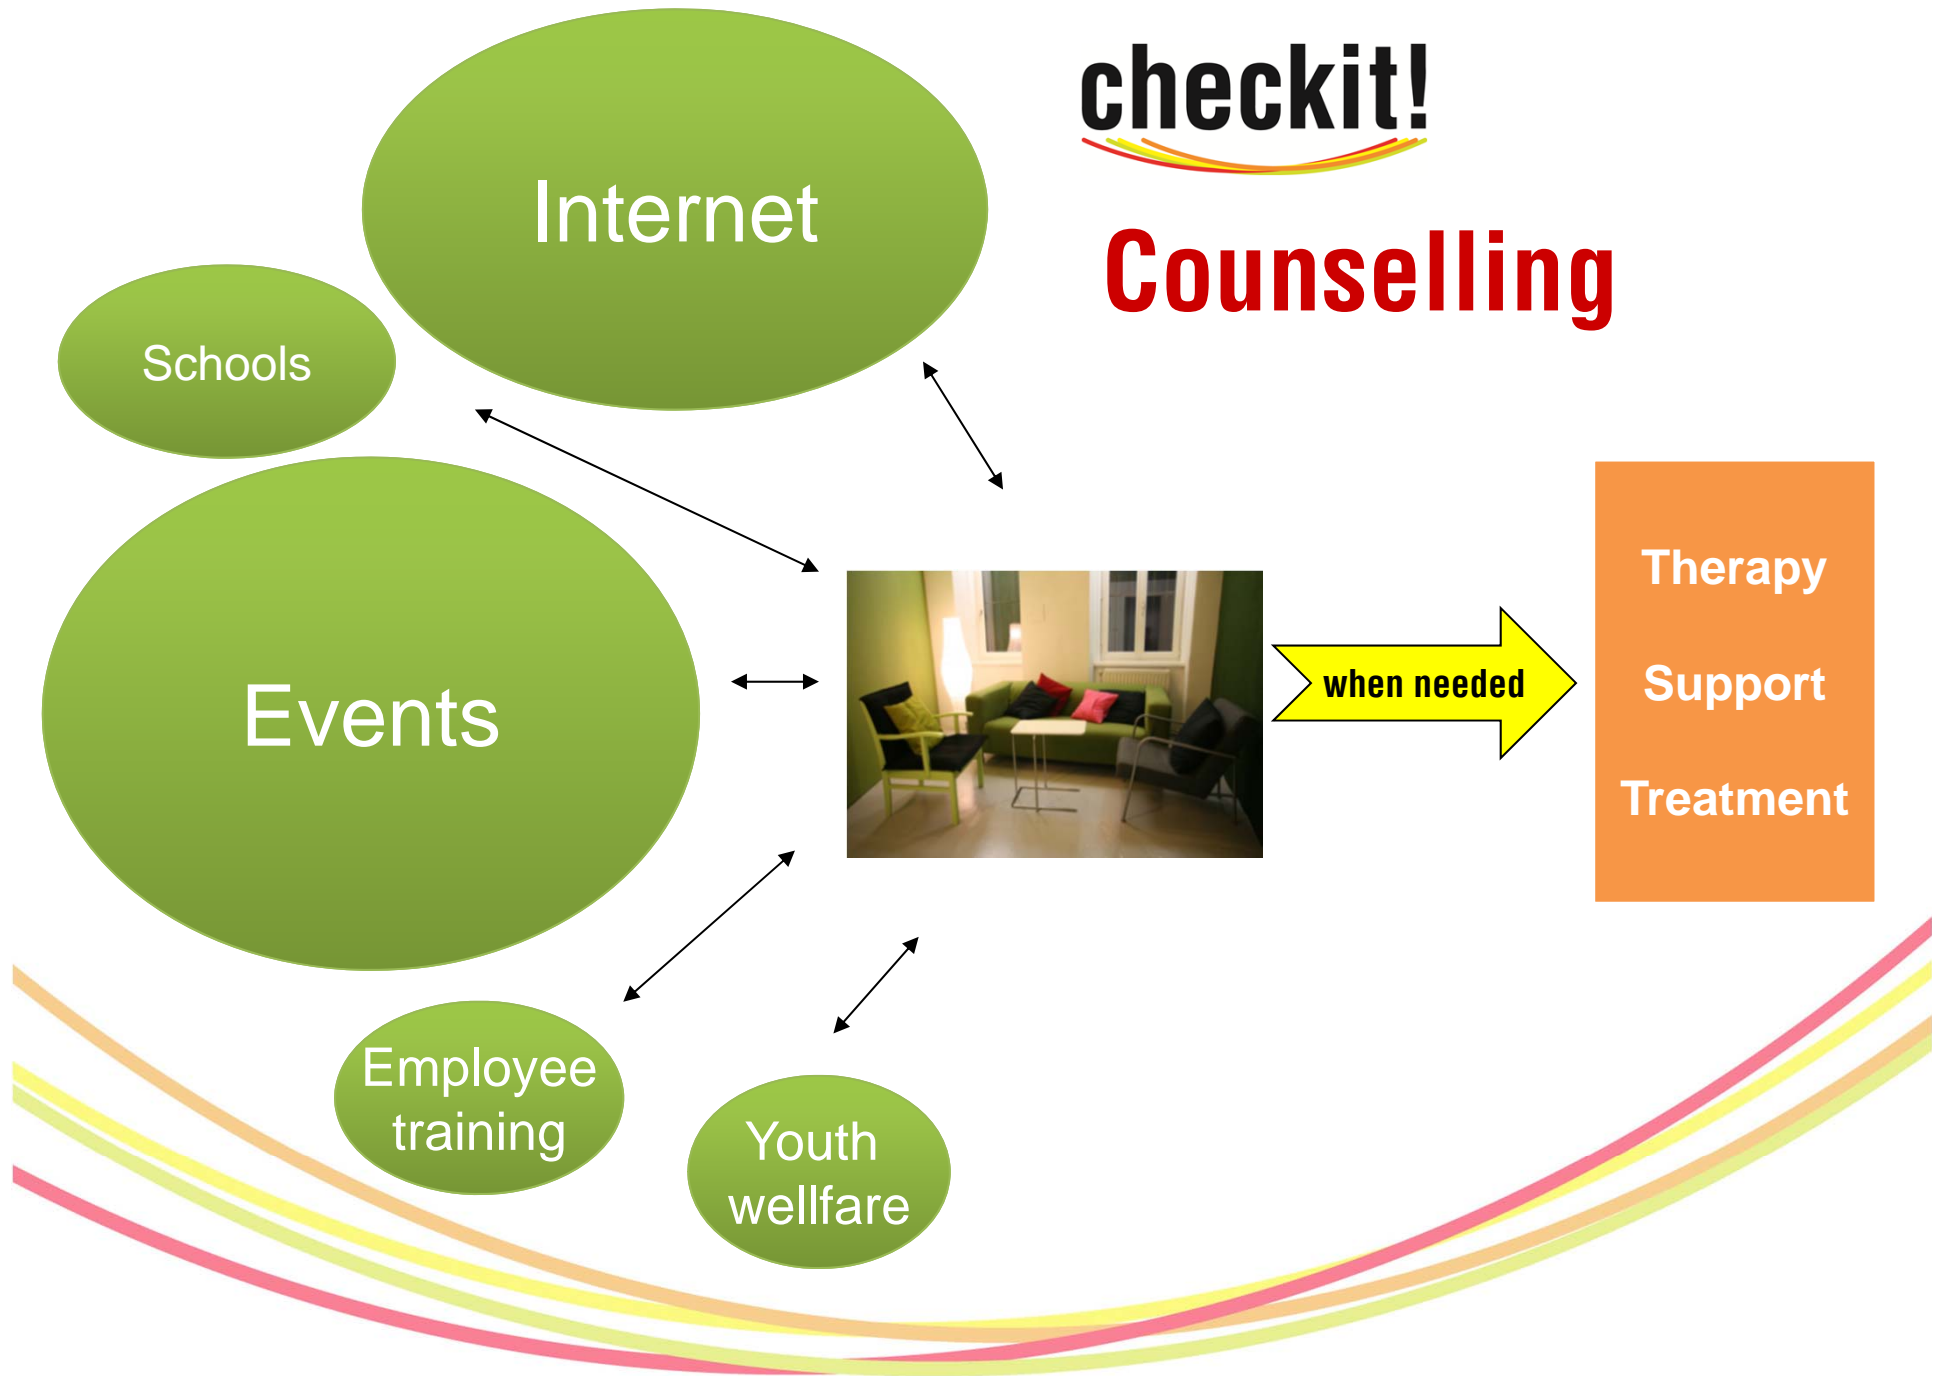 checkit!
Internet
Counselling
Schools
Events
when needed
Therapy
Support
Treatment
Employee
training
Youth
wellfare